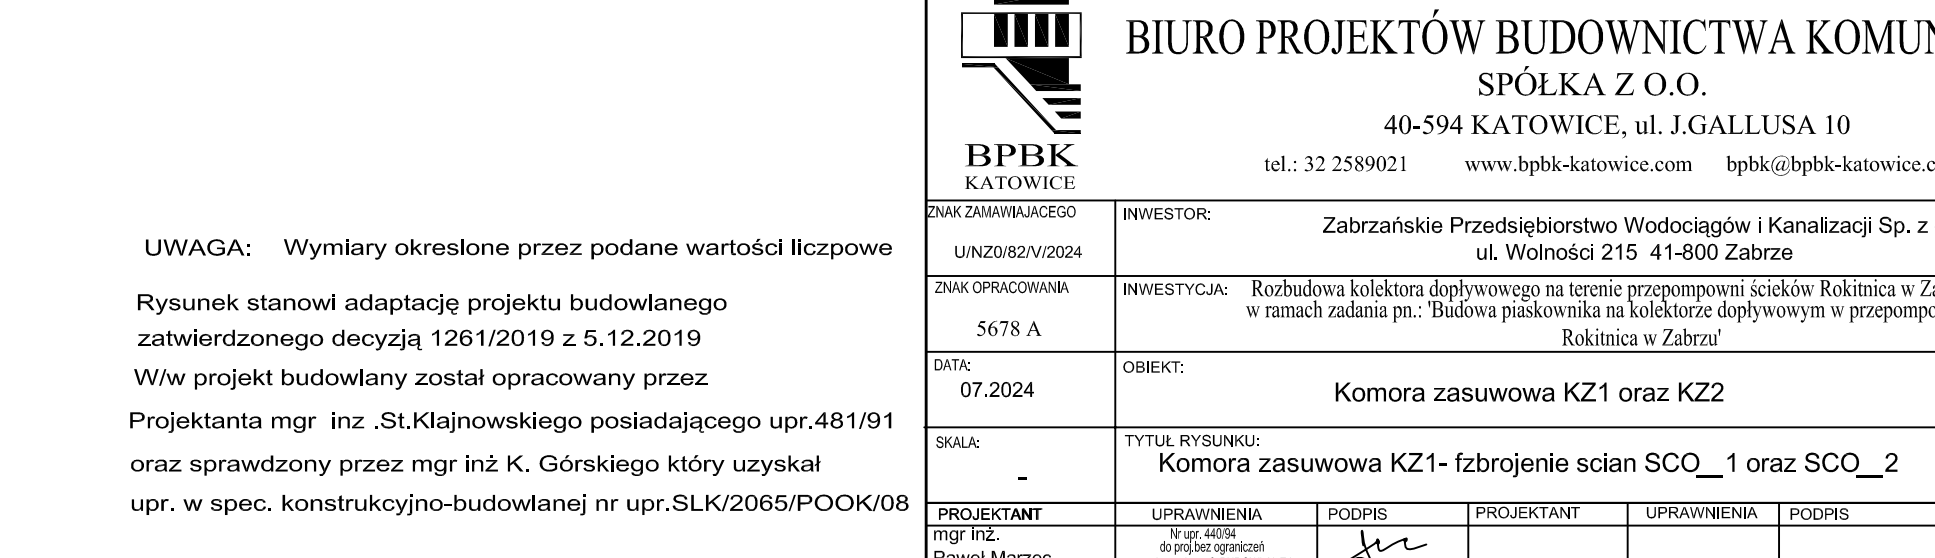 UWAGA: Wymiary okreslone przez podane wartości liczpowe
Rysunek stanowi adaptację projektu budowlanego
zatwierdzonego decyzją 1261/2019 z 5.12.2019
W/w projekt budowlany został opracowany przez
Projektanta mgr inz .St.Klajnowskiego posiadającego upr.481/91
oraz sprawdzony przez mgr inż K. Górskiego który uzyskał
upr. w spec. konstrukcyjno-budowlanej nr upr.SLK/2065/POOK/08
BPBK
KATOWICE
BIURO PROJEKTÓW BUDOWNICTWA KOMUN
SPÓŁKA Z O.O.
40-594 KATOWICE, ul. J.GALLUSA 10
tel.: 32 2589021 www.bpbk-katowice.com bpbk@bpbk-katowice.c
ZNAK ZAMAWIAJACEGO
U/NZ0/82/V/2024
INWESTOR:
Zabrzańskie Przedsiębiorstwo Wodociągów i Kanalizacji Sp. z
ul. Wolności 215 41-800 Zabrze
ZNAK OPRACOWANIA
5678 A
INWESTYCJA: Rozbudowa kolektora dopływowego na terenie przepompowni ścieków Rokitnica w Za
w ramach zadania pn.: 'Budowa piaskownika na kolektorze dopływowym w przepompo
Rokitnica w Zabrzu'
DATA:
07.2024
OBIEKT:
Komora zasuwowa KZ1 oraz KZ2
SKALA:
-
TYTUŁ RYSUNKU:
Komora zasuwowa KZ1- fzbrojenie scian SCO__1 oraz SCO__2
PROJEKTANT UPRAWNIENIA PODPIS PROJEKTANT UPRAWNIENIA PODPIS
mgr inż.
Paweł Marzec
Nr upr. 440/94
do proj.bez ograniczeń